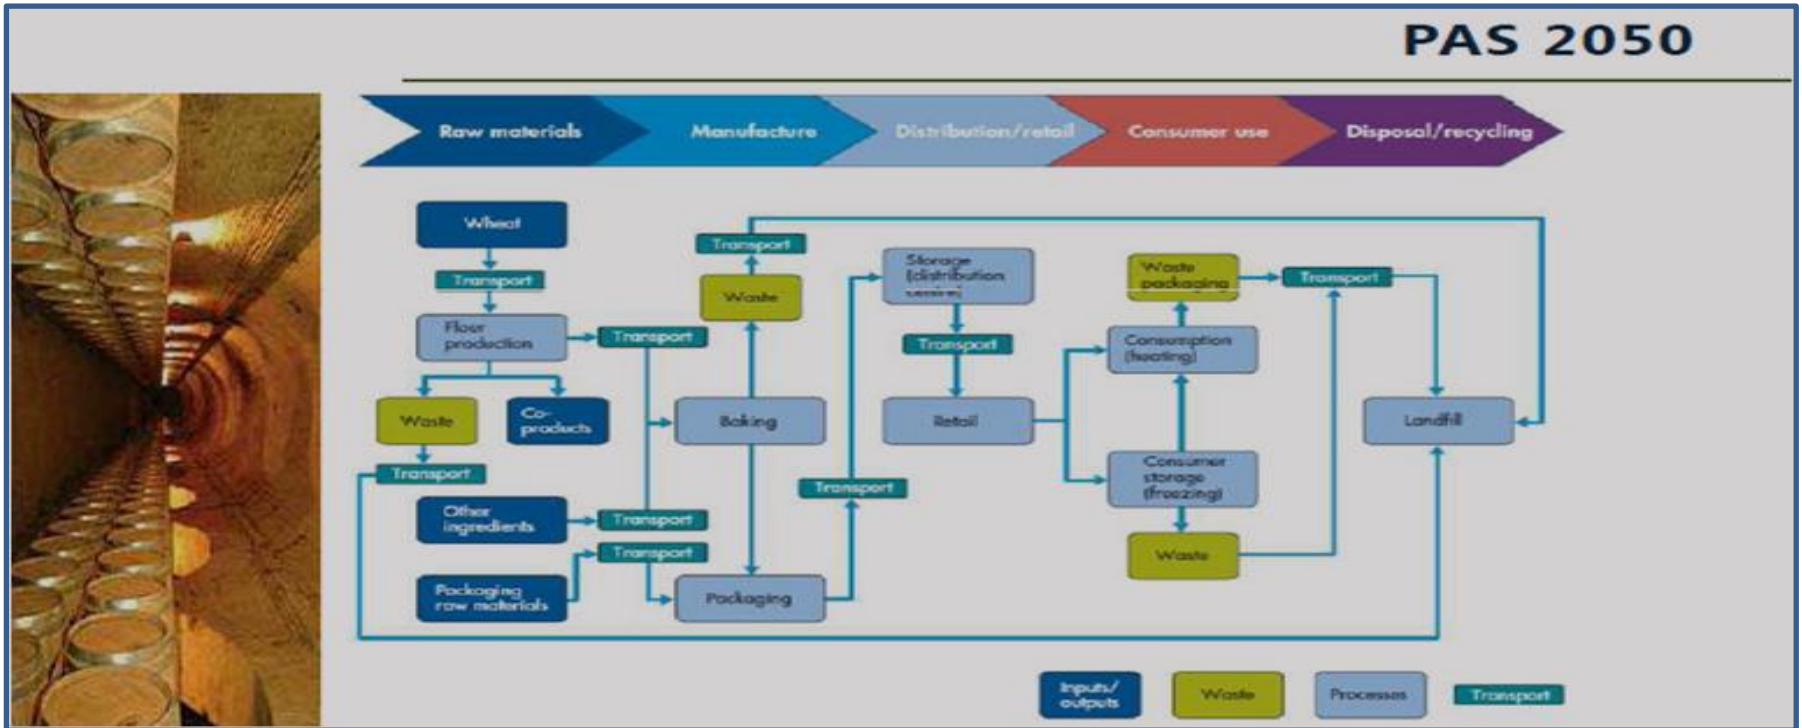 PAS 2050
Raw materials
Manufacture
Distribution/retail
Consumer use
Disposal/recycling
Wheat
Transport
Flour
production
Transport
Waste
Co-
products
Transport
Other
ingredients
Transport
Packaging
raw materials
Transport
Transport
Waste
Baking
Packaging
Transport
Storage
(distribution
centre)
Transport
Retail
Waste
packaging
Transport
Consumption
(heating)
Consumer
storage
(freezing)
Waste
Landfill
Inputs/
outputs
Waste
Processes
Transport